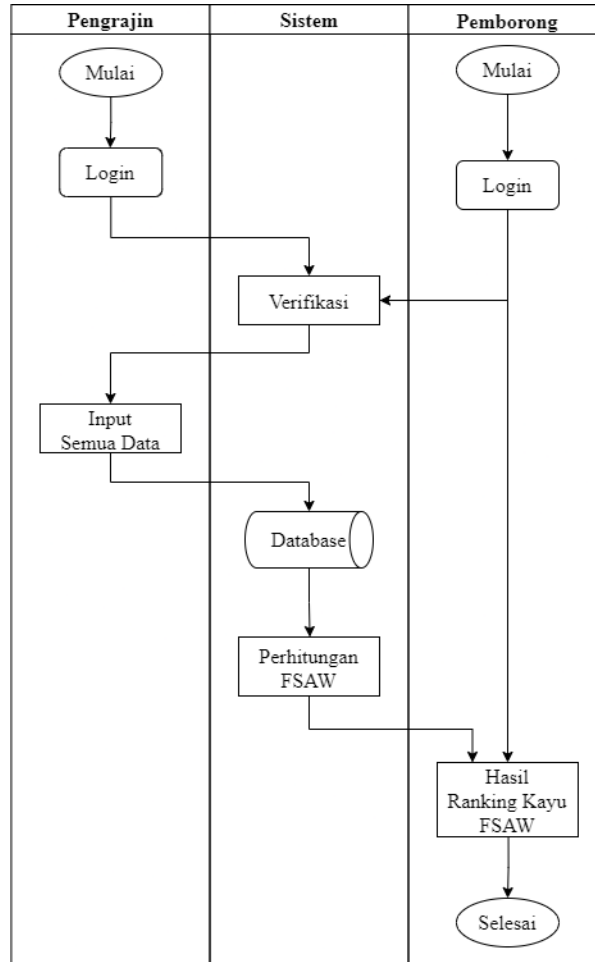 Pengrajin
Sistem
Pemborong
Mulai
Mulai
Login
Login
Verifikasi
Input
Semua Data
Database
Perhitungan
FSAW
Hasil
Ranking Kayu
FSAW
Selesai